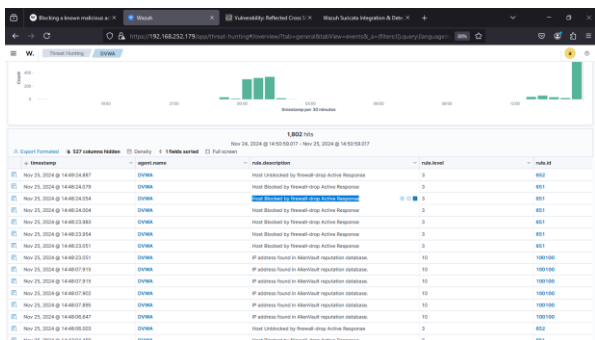 Blocking a known malicious ac
Wazuh
Vulnerability: Reflected Cross Si
Wazuh Suricata Integration & Dete
https://192.168.252.179/app/threat-hunting#/overview/?tab=general&tabView=events&_a=(filters:!(),query:(language:
W. Threat Hunting DVWA
Count
400
200
0
1,802 hits
Nov 24, 2024 @ 14:50:59.017 - Nov 25, 2024 @ 14:50:59.017
Export Formatted 527 columns hidden Density 1 fields sorted Full screen
timestamp agent.name rule.description rule.level rule.id
Nov 25, 2024 @ 14:49:24.887 DVWA Host Unblocked by firewall-drop Active Response 3 652
Nov 25, 2024 @ 14:48:24.079 DVWA Host Blocked by firewall-drop Active Response 3 651
Nov 25, 2024 @ 14:48:24.054 DVWA Host Blocked by firewall-drop Active Response 3 651
Nov 25, 2024 @ 14:48:24.004 DVWA Host Blocked by firewall-drop Active Response 3 651
Nov 25, 2024 @ 14:48:23.983 DVWA Host Blocked by firewall-drop Active Response 3 651
Nov 25, 2024 @ 14:48:23.954 DVWA Host Blocked by firewall-drop Active Response 3 651
Nov 25, 2024 @ 14:48:23.051 DVWA Host Blocked by firewall-drop Active Response 3 651
Nov 25, 2024 @ 14:48:23.051 DVWA IP address found in AlienVault reputation database. 10 100100
Nov 25, 2024 @ 14:48:07.915 DVWA IP address found in AlienVault reputation database. 10 100100
Nov 25, 2024 @ 14:48:07.915 DVWA IP address found in AlienVault reputation database. 10 100100
Nov 25, 2024 @ 14:48:07.902 DVWA IP address found in AlienVault reputation database. 10 100100
Nov 25, 2024 @ 14:48:07.895 DVWA IP address found in AlienVault reputation database. 10 100100
Nov 25, 2024 @ 14:48:06.647 DVWA IP address found in AlienVault reputation database. 10 100100
Nov 25, 2024 @ 14:48:06.003 DVWA Host Unblocked by firewall-drop Active Response 3 652